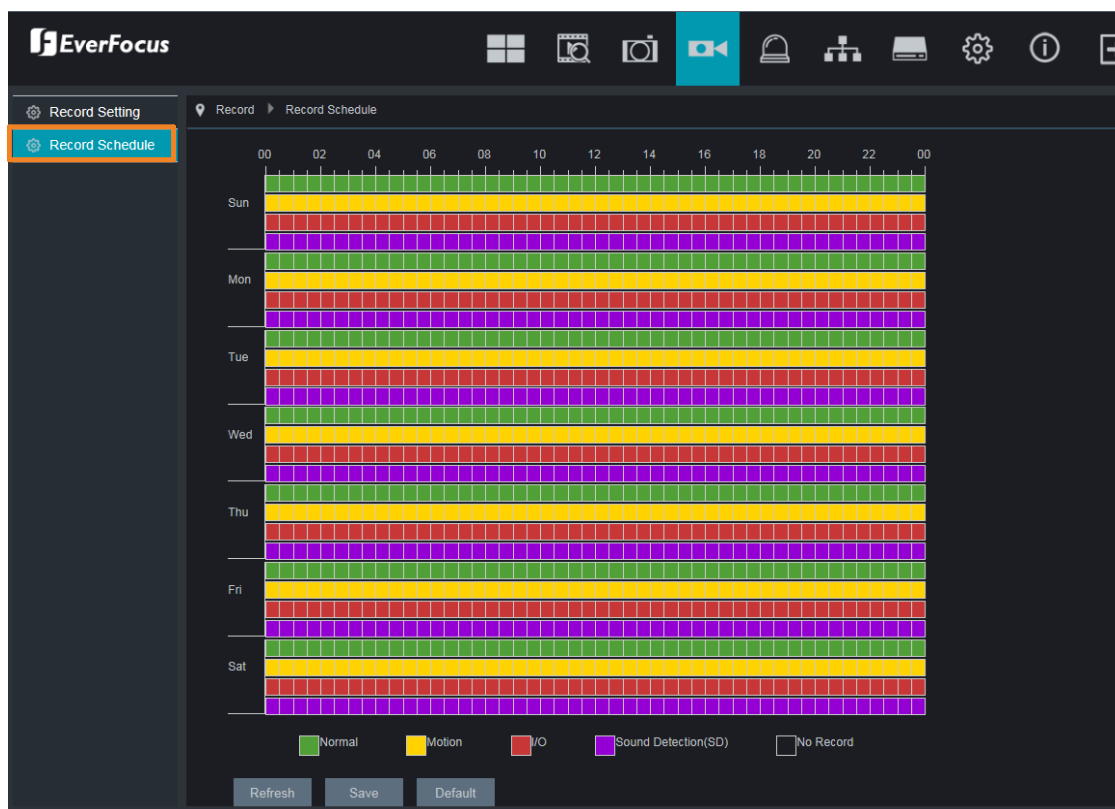 EverFocus
Record Setting
Record Schedule
Record Record Schedule
00 02 04 06 08 10 12 14 16 18 20 22 00
Sun
Mon
Tue
Wed
Thu
Fri
Sat
Normal Motion I/O Sound Detection(SD) No Record
Refresh Save Default